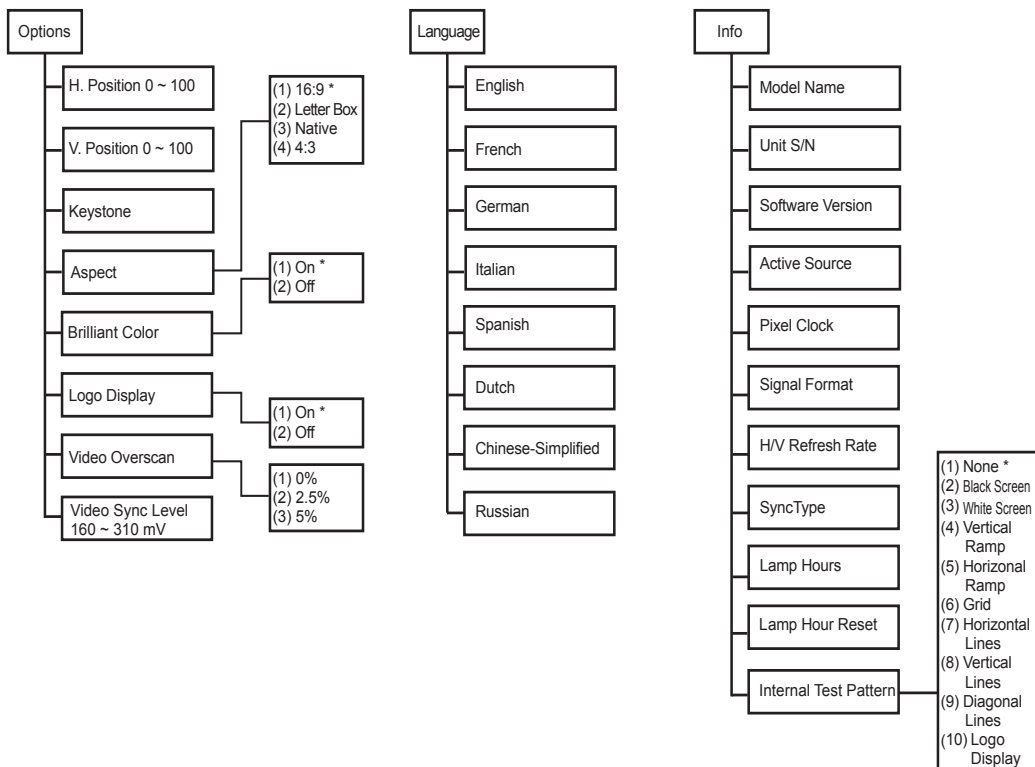 Options
H. Position 0 ~ 100
V. Position 0 ~ 100
Keystone
Aspect
(1) 16:9 *
(2) Letter Box
(3) Native
(4) 4:3
Brilliant Color
(1) On *
(2) Off
Logo Display
(1) On *
(2) Off
Video Overscan
(1) 0%
(2) 2.5%
(3) 5%
Video Sync Level
160 ~ 310 mV
Language
English
French
German
Italian
Spanish
Dutch
Chinese-Simplified
Russian
Info
Model Name
Unit S/N
Software Version
Active Source
Pixel Clock
Signal Format
H/V Refresh Rate
SyncType
Lamp Hours
Lamp Hour Reset
Internal Test Pattern
(1) None *
(2) Black Screen
(3) White Screen
(4) Vertical
Ramp
(5) Horizonal
Ramp
(6) Grid
(7) Horizontal
Lines
(8) Vertical
Lines
(9) Diagonal
Lines
(10) Logo
Display